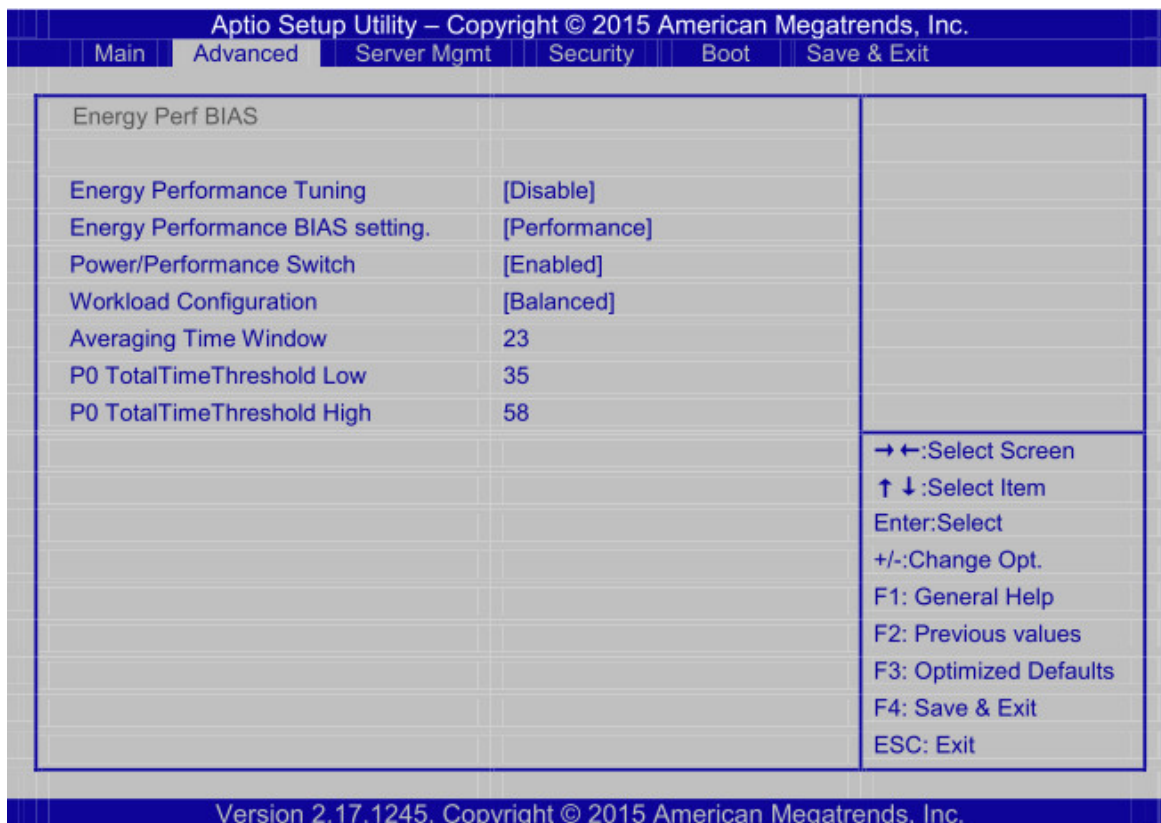 Aptio Setup Utility – Copyright © 2015 American Megatrends, Inc.
Main Advanced Server Mgmt Security Boot Save & Exit
Energy Perf BIAS
Energy Performance Tuning [Disable]
Energy Performance BIAS setting. [Performance]
Power/Performance Switch [Enabled]
Workload Configuration [Balanced]
Averaging Time Window 23
P0 TotalTimeThreshold Low 35
P0 TotalTimeThreshold High 58
→ ←:Select Screen
↑ ↓ :Select Item
Enter:Select
+/-:Change Opt.
F1: General Help
F2: Previous values
F3: Optimized Defaults
F4: Save & Exit
ESC: Exit
Version 2.17.1245. Copyright © 2015 American Megatrends, Inc.